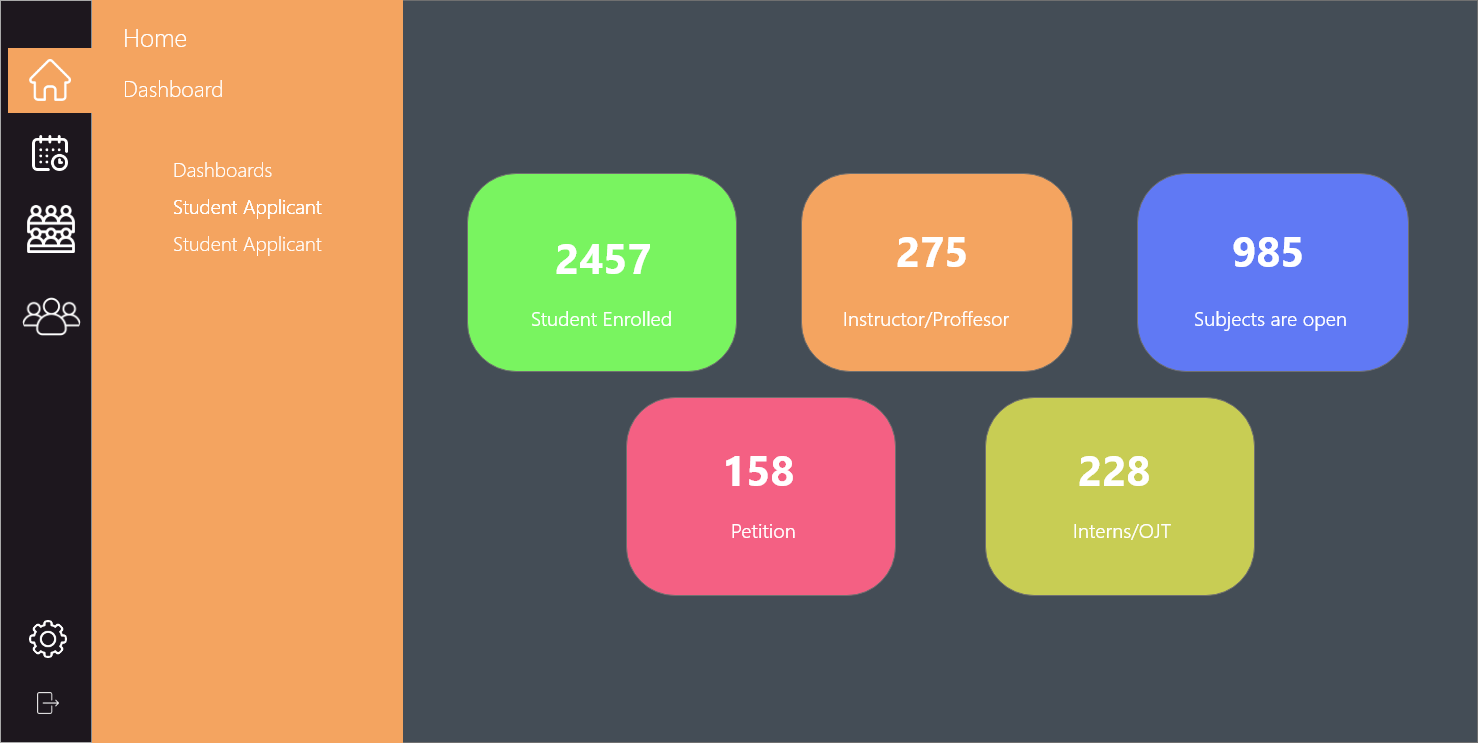 Home
Dashboard
Dashboards
Student Applicant
Student Applicant
2457
Student Enrolled
275
Instructor/Proffesor
985
Subjects are open
158
Petition
228
Interns/OJT